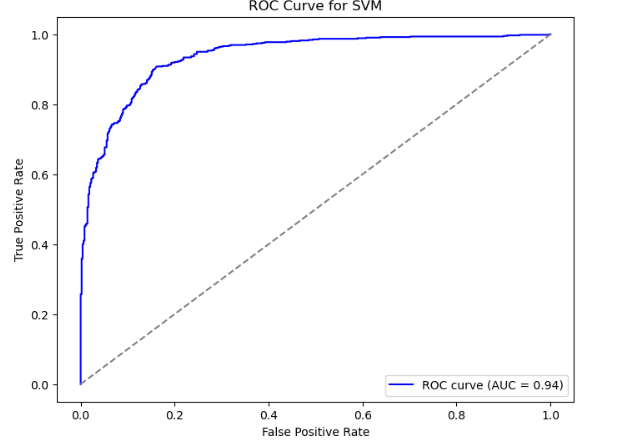 ROC Curve for SVM
True Positive Rate
1.0
0.8
0.6
0.4
0.2
0.0
ROC curve (AUC = 0.94)
0.0 0.2 0.4 0.6 0.8 1.0
False Positive Rate